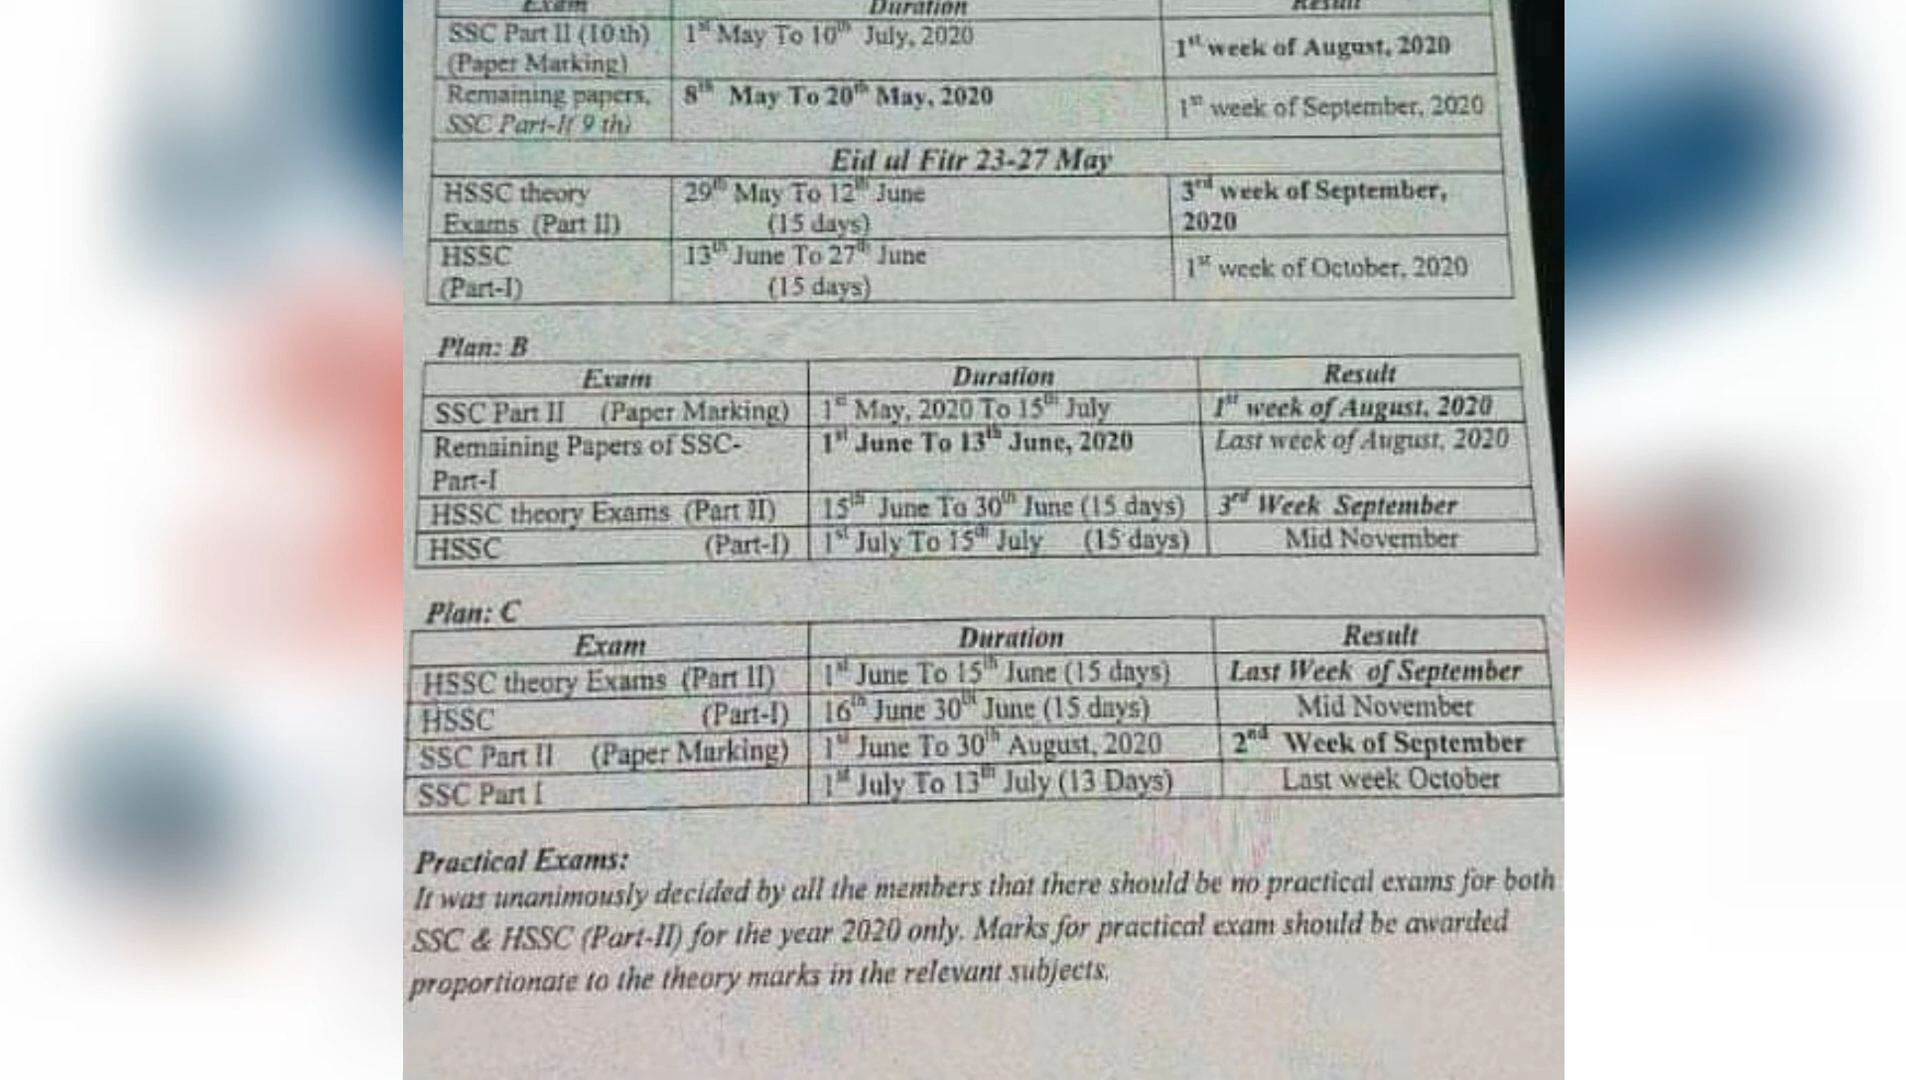 Exam Duration Result
SSC Part II (10 th) 1st May To 10th July, 2020 1st week of August, 2020
(Paper Marking)
Remaining papers, 8th May To 20th May, 2020 1st week of September, 2020
SSC Part-I( 9 th)
Eid ul Fitr 23-27 May
HSSC theory 29th May To 12th June 3rd week of September,
Exams (Part II) (15 days) 2020
HSSC 13th June To 27th June 1st week of October, 2020
(Part-I) (15 days)
Plan: B
Exam Duration Result
SSC Part II (Paper Marking) 1st May, 2020 To 15th July 1st week of August, 2020
Remaining Papers of SSC- 1st June To 13th June, 2020 Last week of August, 2020
Part-I
HSSC theory Exams (Part II) 15th June To 30th June (15 days) 3rd Week September
HSSC (Part-I) 1st July To 15th July (15 days) Mid November
Plan: C
Exam Duration Result
HSSC theory Exams (Part II) 1st June To 15th June (15 days) Last Week of September
HSSC (Part-I) 16th June 30th June (15 days) Mid November
SSC Part II (Paper Marking) 1st June To 30th August, 2020 2nd Week of September
SSC Part I 1st July To 13th July (13 Days) Last week October
Practical Exams:
It was unanimously decided by all the members that there should be no practical exams for both
SSC & HSSC (Part-II) for the year 2020 only. Marks for practical exam should be awarded
proportionate to the theory marks in the relevant subjects.